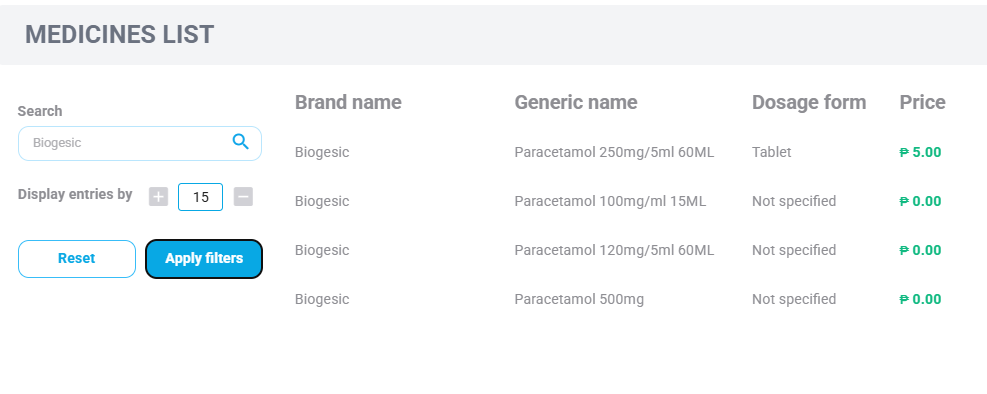 MEDICINES LIST
Search
Biogesic
Display entries by + 15 −
Reset Apply filters
Brand name Generic name Dosage form Price
Biogesic Paracetamol 250mg/5ml 60ML Tablet ₱ 5.00
Biogesic Paracetamol 100mg/ml 15ML Not specified ₱ 0.00
Biogesic Paracetamol 120mg/5ml 60ML Not specified ₱ 0.00
Biogesic Paracetamol 500mg Not specified ₱ 0.00